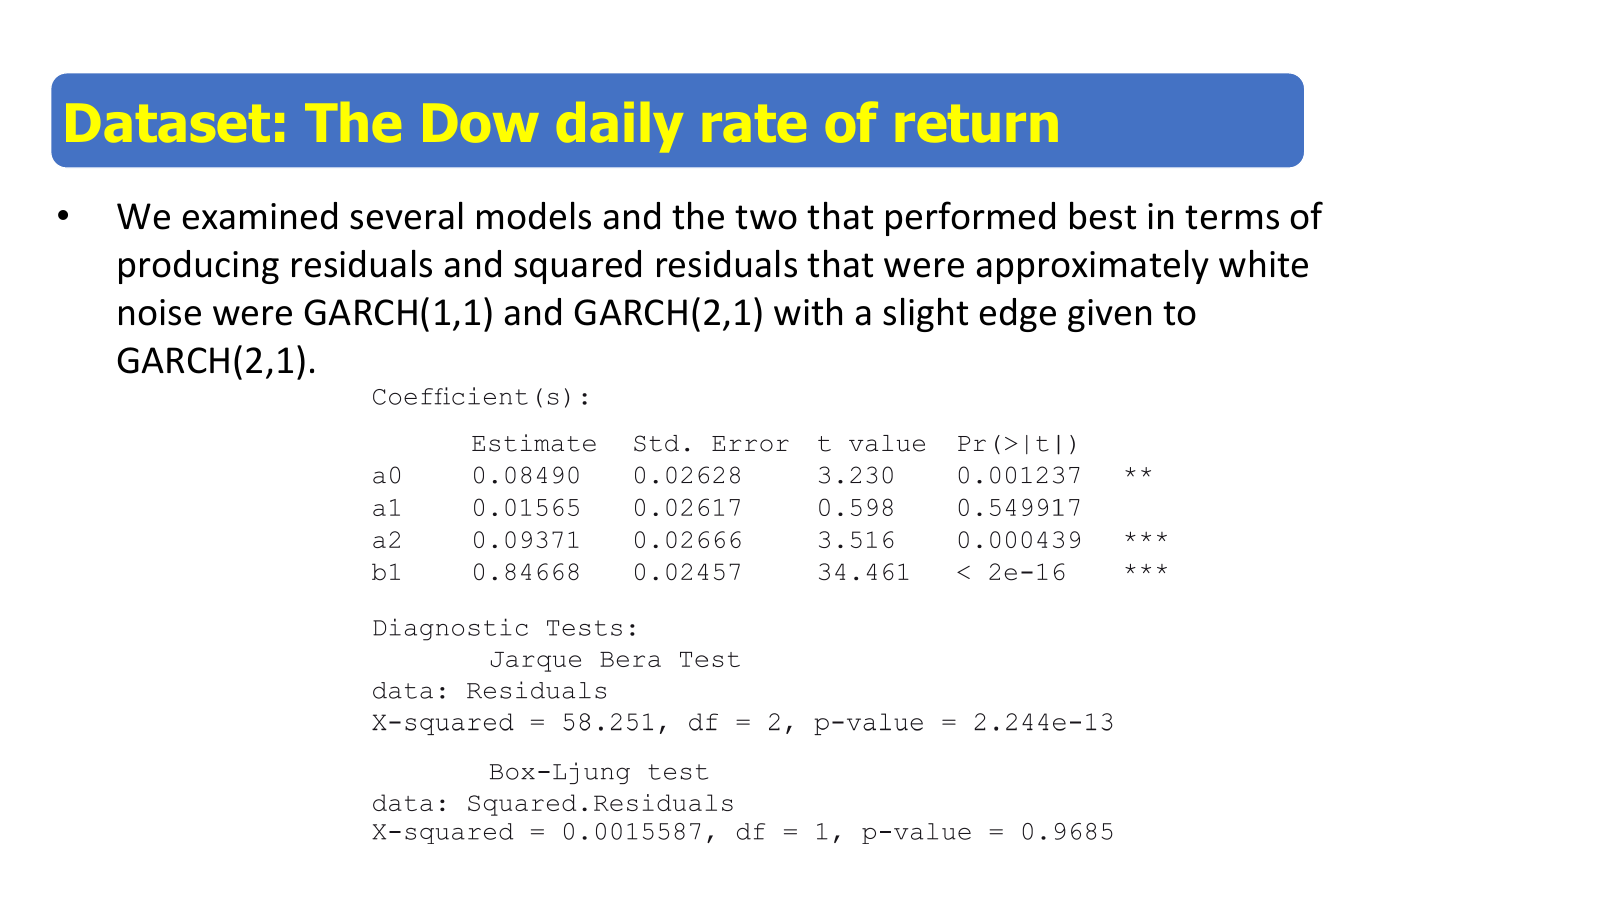 Dataset: The Dow daily rate of return
• We examined several models and the two that performed best in terms of
producing residuals and squared residuals that were approximately white
noise were GARCH(1,1) and GARCH(2,1) with a slight edge given to
GARCH(2,1).
Coefficient(s):
Estimate Std. Error t value Pr(>|t|)
a0 0.08490 0.02628 3.230 0.001237 **
a1 0.01565 0.02617 0.598 0.549917
a2 0.09371 0.02666 3.516 0.000439 ***
b1 0.84668 0.02457 34.461 < 2e-16 ***
Diagnostic Tests:
Jarque Bera Test
data: Residuals
X-squared = 58.251, df = 2, p-value = 2.244e-13
Box-Ljung test
data: Squared.Residuals
X-squared = 0.0015587, df = 1, p-value = 0.9685